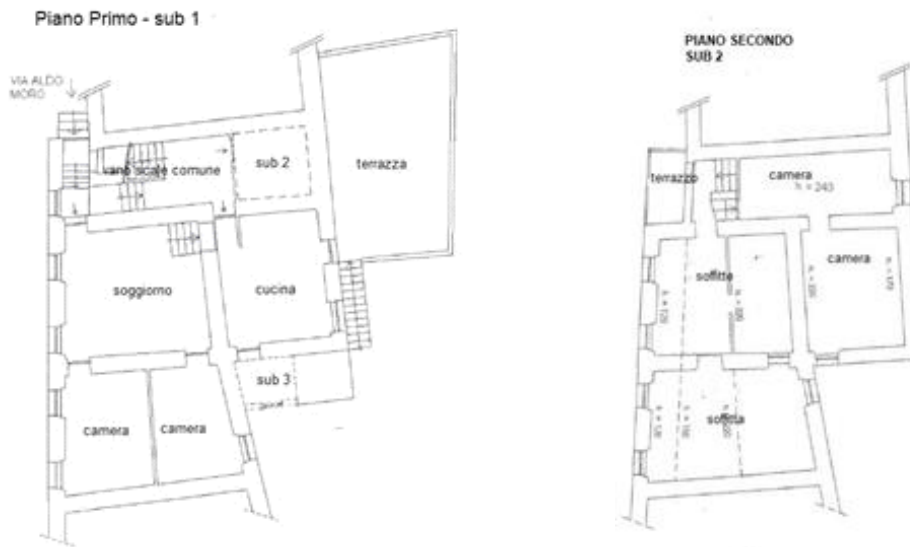 Piano Primo - sub 1
VIA ALDO
MORO
vano scale comune
sub 2
terrazza
soggiorno
cucina
sub 3
camera
camera
PIANO SECONDO
SUB 2
terrazzo
camera
h = 243
soffitte
camera
soffitta